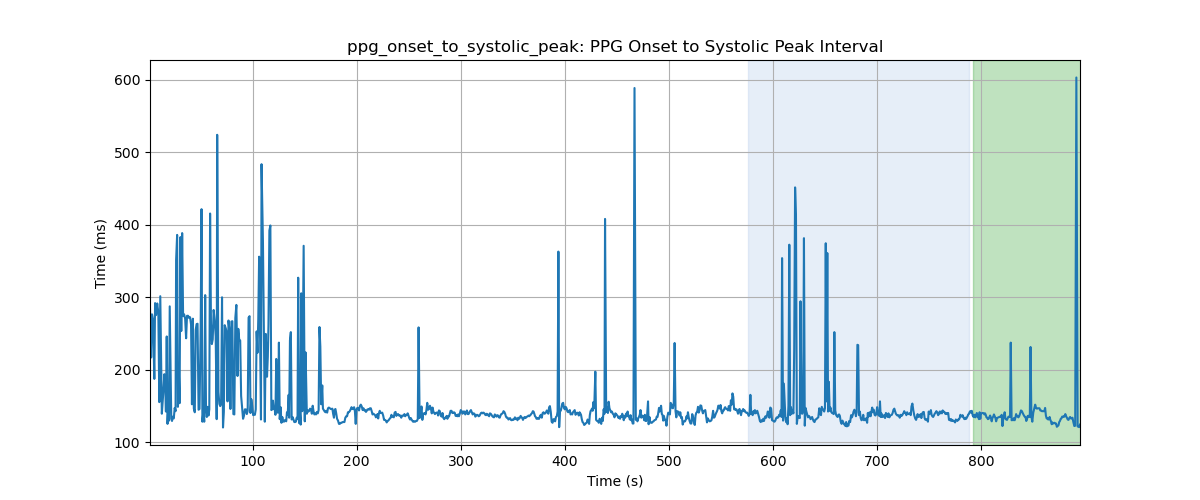 ppg_onset_to_systolic_peak: PPG Onset to Systolic Peak Interval
600
500
400
300
200
100
Time (ms)
100 200 300 400 500 600 700 800
Time (s)